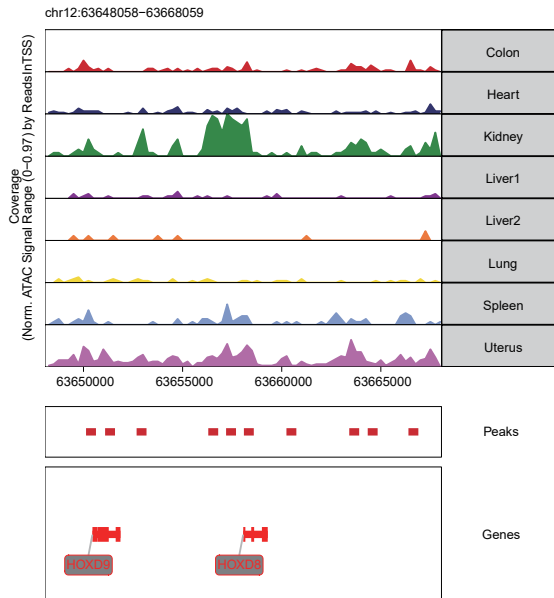 chr12:63648058−63668059
Coverage
(Norm. ATAC Signal Range (0−0.97) by ReadsInTSS)
Colon
Heart
Kidney
Liver1
Liver2
Lung
Spleen
Uterus
63650000 63655000 63660000 63665000
Peaks
Genes
HOXD9 HOXD8